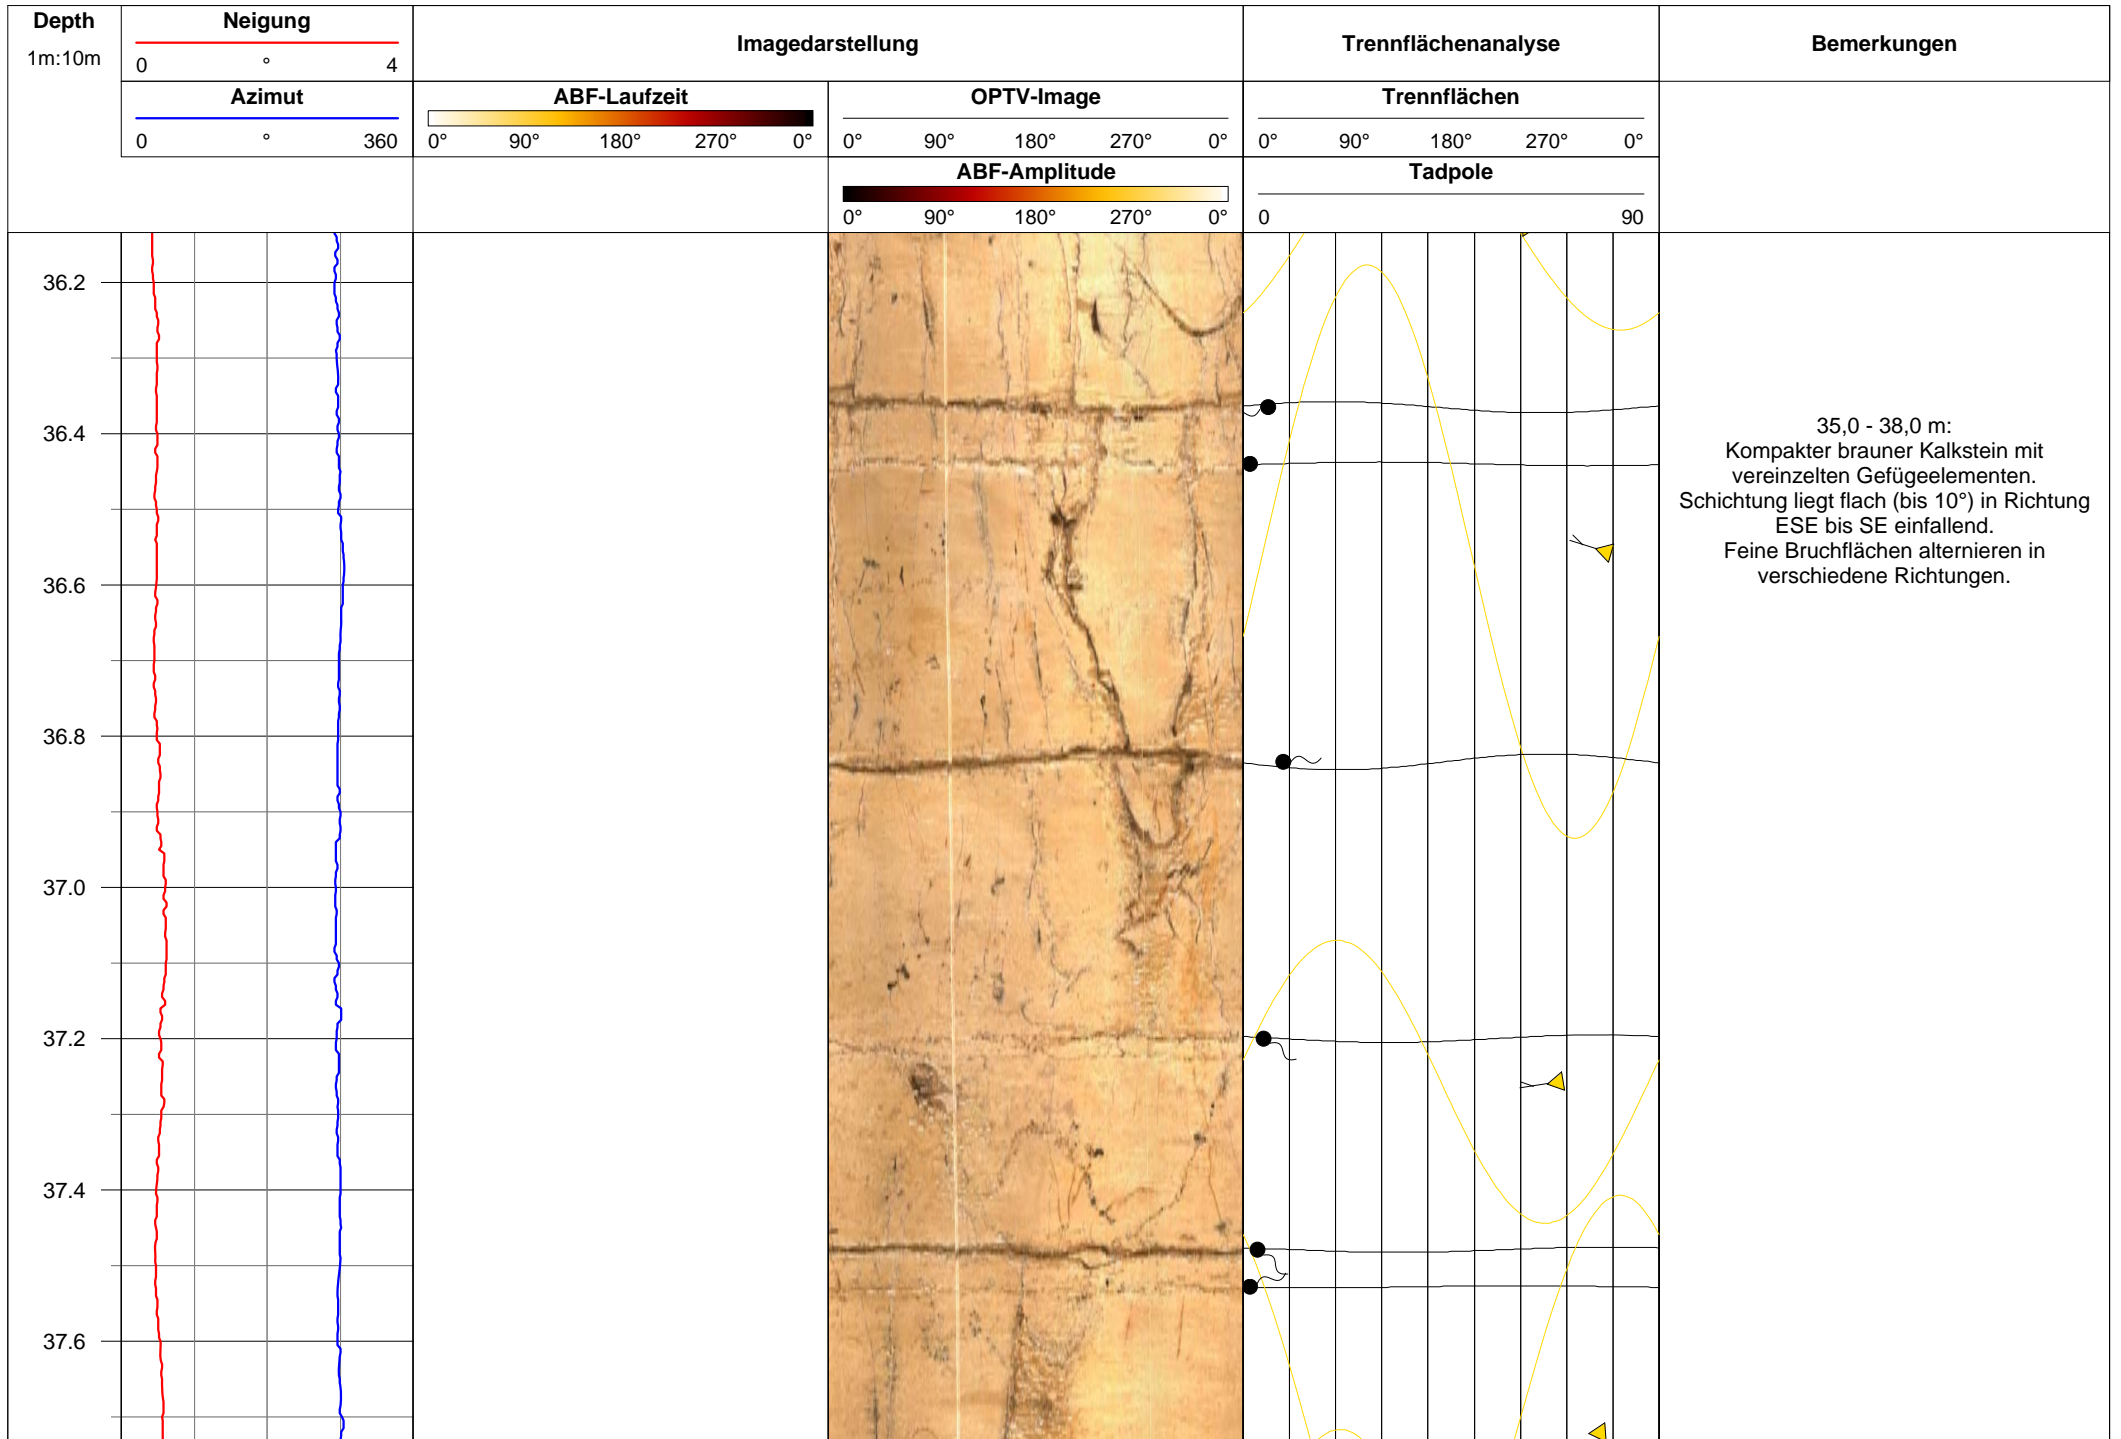 Depth
1m:10m
Neigung
0 ° 4
Azimut
0 ° 360
Imagedarstellung
ABF-Laufzeit
0° 90° 180° 270° 0°
OPTV-Image
0° 90° 180° 270° 0°
ABF-Amplitude
0° 90° 180° 270° 0°
Trennflächenanalyse
Trennflächen
0° 90° 180° 270° 0°
Tadpole
0 90
Bemerkungen
36.2
36.4
36.6
36.8
37.0
37.2
37.4
37.6
35,0 - 38,0 m:
Kompakter brauner Kalkstein mit
vereinzelten Gefügeelementen.
Schichtung liegt flach (bis 10°) in Richtung
ESE bis SE einfallend.
Feine Bruchflächen alternieren in
verschiedene Richtungen.